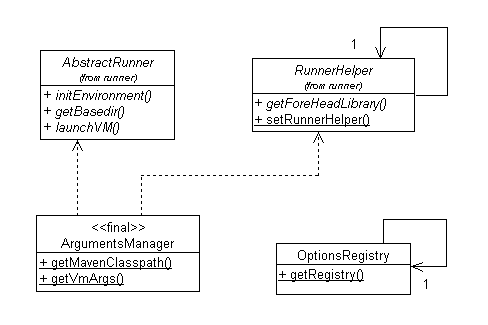 AbstractRunner
(from runner)
+ initEnvironment()
+ getBasedir()
+ launchVM()
1
RunnerHelper
(from runner)
+ getForeHeadLibrary()
+ setRunnerHelper()
<<final>>
ArgumentsManager
+ getMavenClasspath()
+ getVmArgs()
OptionsRegistry
+ getRegistry()
1